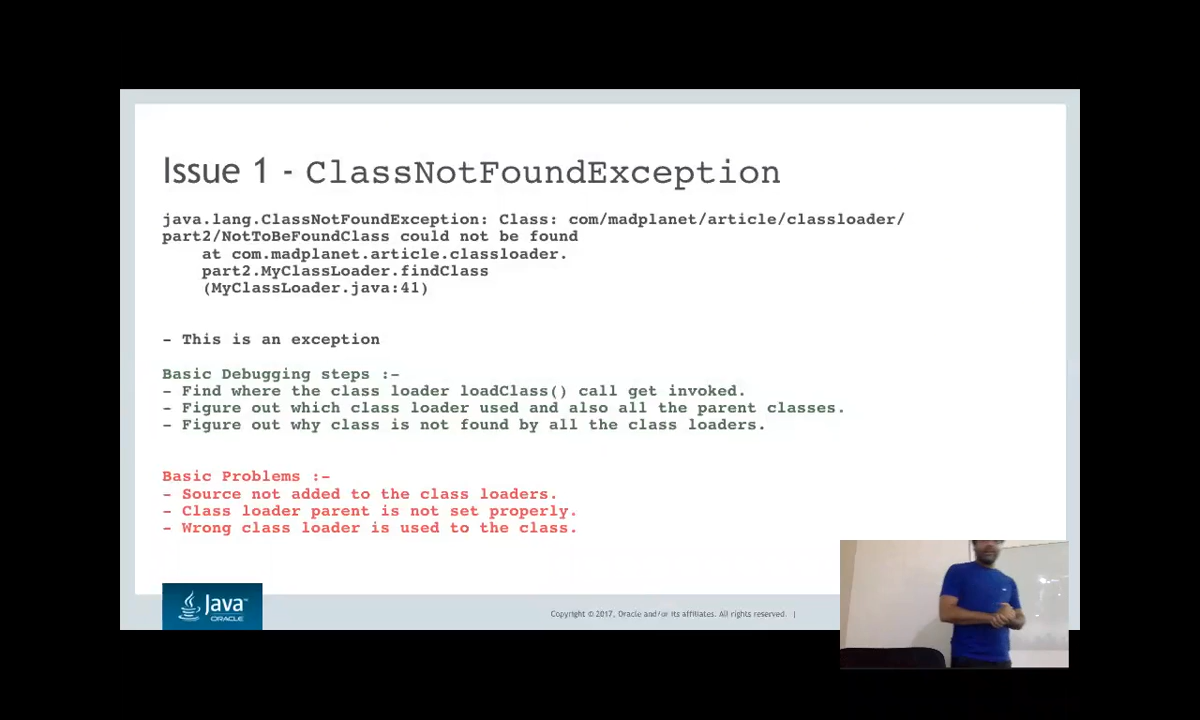 Issue 1 - ClassNotFoundException
java.lang.ClassNotFoundException: Class: com/madplanet/article/classloader/
part2/NotToBeFoundClass could not be found
at com.madplanet.article.classloader.
part2.MyClassLoader.findClass
(MyClassLoader.java:41)
- This is an exception
Basic Debugging steps :-
- Find where the class loader loadClass() call get invoked.
- Figure out which class loader used and also all the parent classes.
- Figure out why class is not found by all the class loaders.
Basic Problems :-
- Source not added to the class loaders.
- Class loader parent is not set properly.
- Wrong class loader is used to the class.
Java™
ORACLE
Copyright © 2017, Oracle and/or its affiliates. All rights reserved. |